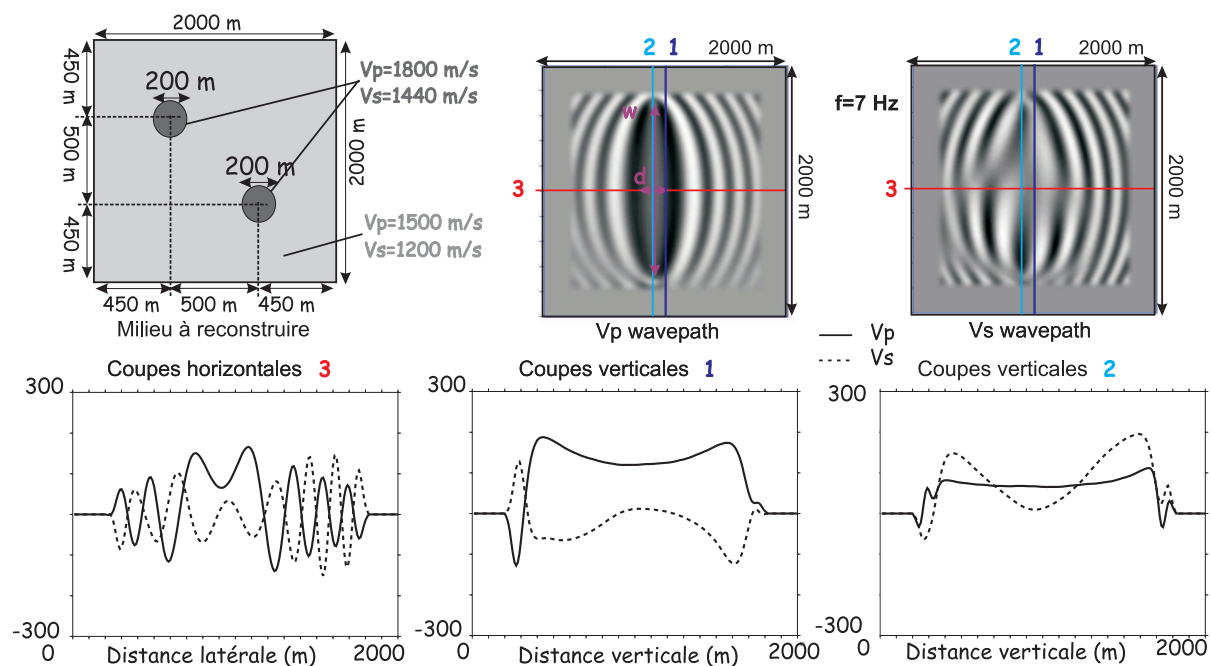 2000 m
450 m
500 m
450 m
200 m
200 m
2000 m
Vp=1800 m/s
Vs=1440 m/s
Vp=1500 m/s
Vs=1200 m/s
450 m
500 m
450 m
Milieu à reconstruire
2 1 2000 m
w
d
3
2000 m
Vp wavepath
2 1 2000 m
f=7 Hz
3
2000 m
Vs wavepath
Vp
Vs
Coupes horizontales 3
300
-300
0 Distance latérale (m) 2000
Coupes verticales 1
300
-300
0 Distance verticale (m) 2000
Coupes verticales 2
300
-300
0 Distance verticale (m) 2000